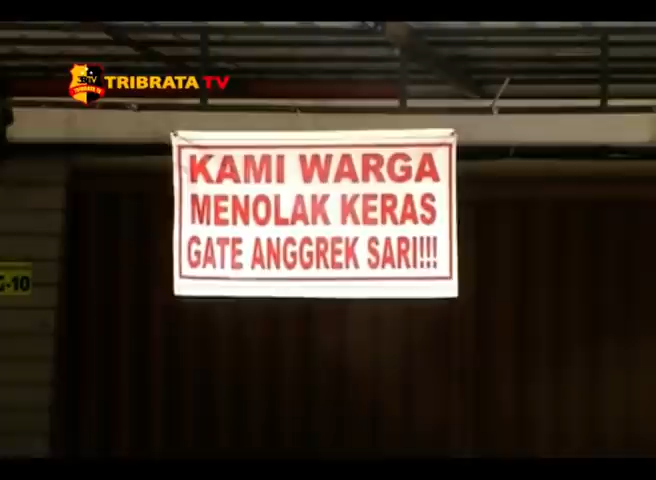 TRIBRATA TV
KAMI WARGA
MENOLAK KERAS
GATE ANGGREK SARI!!!
-10